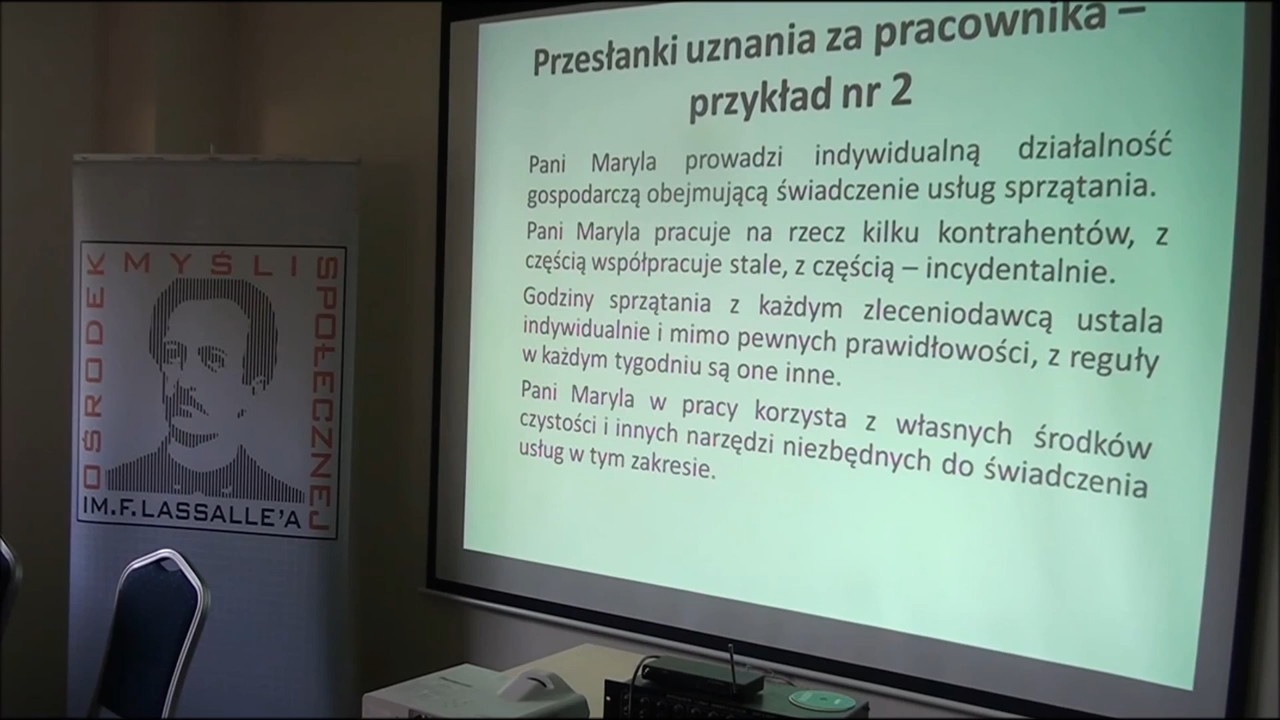 Przesłanki uznania za pracownika –
przykład nr 2
Pani Maryla prowadzi indywidualną działalność
gospodarczą obejmującą świadczenie usług sprzątania.
Pani Maryla pracuje na rzecz kilku kontrahentów, z
częścią współpracuje stale, z częścią – incydentalnie.
Godziny sprzątania z każdym zleceniodawcą ustala
indywidualnie i mimo pewnych prawidłowości, z reguły
w każdym tygodniu są one inne.
Pani Maryla w pracy korzysta z własnych środków
czystości i innych narzędzi niezbędnych do świadczenia
usług w tym zakresie.
OŚRODEK
MYŚLI
SPOŁECZNEJ
IM.F.LASSALLE'A